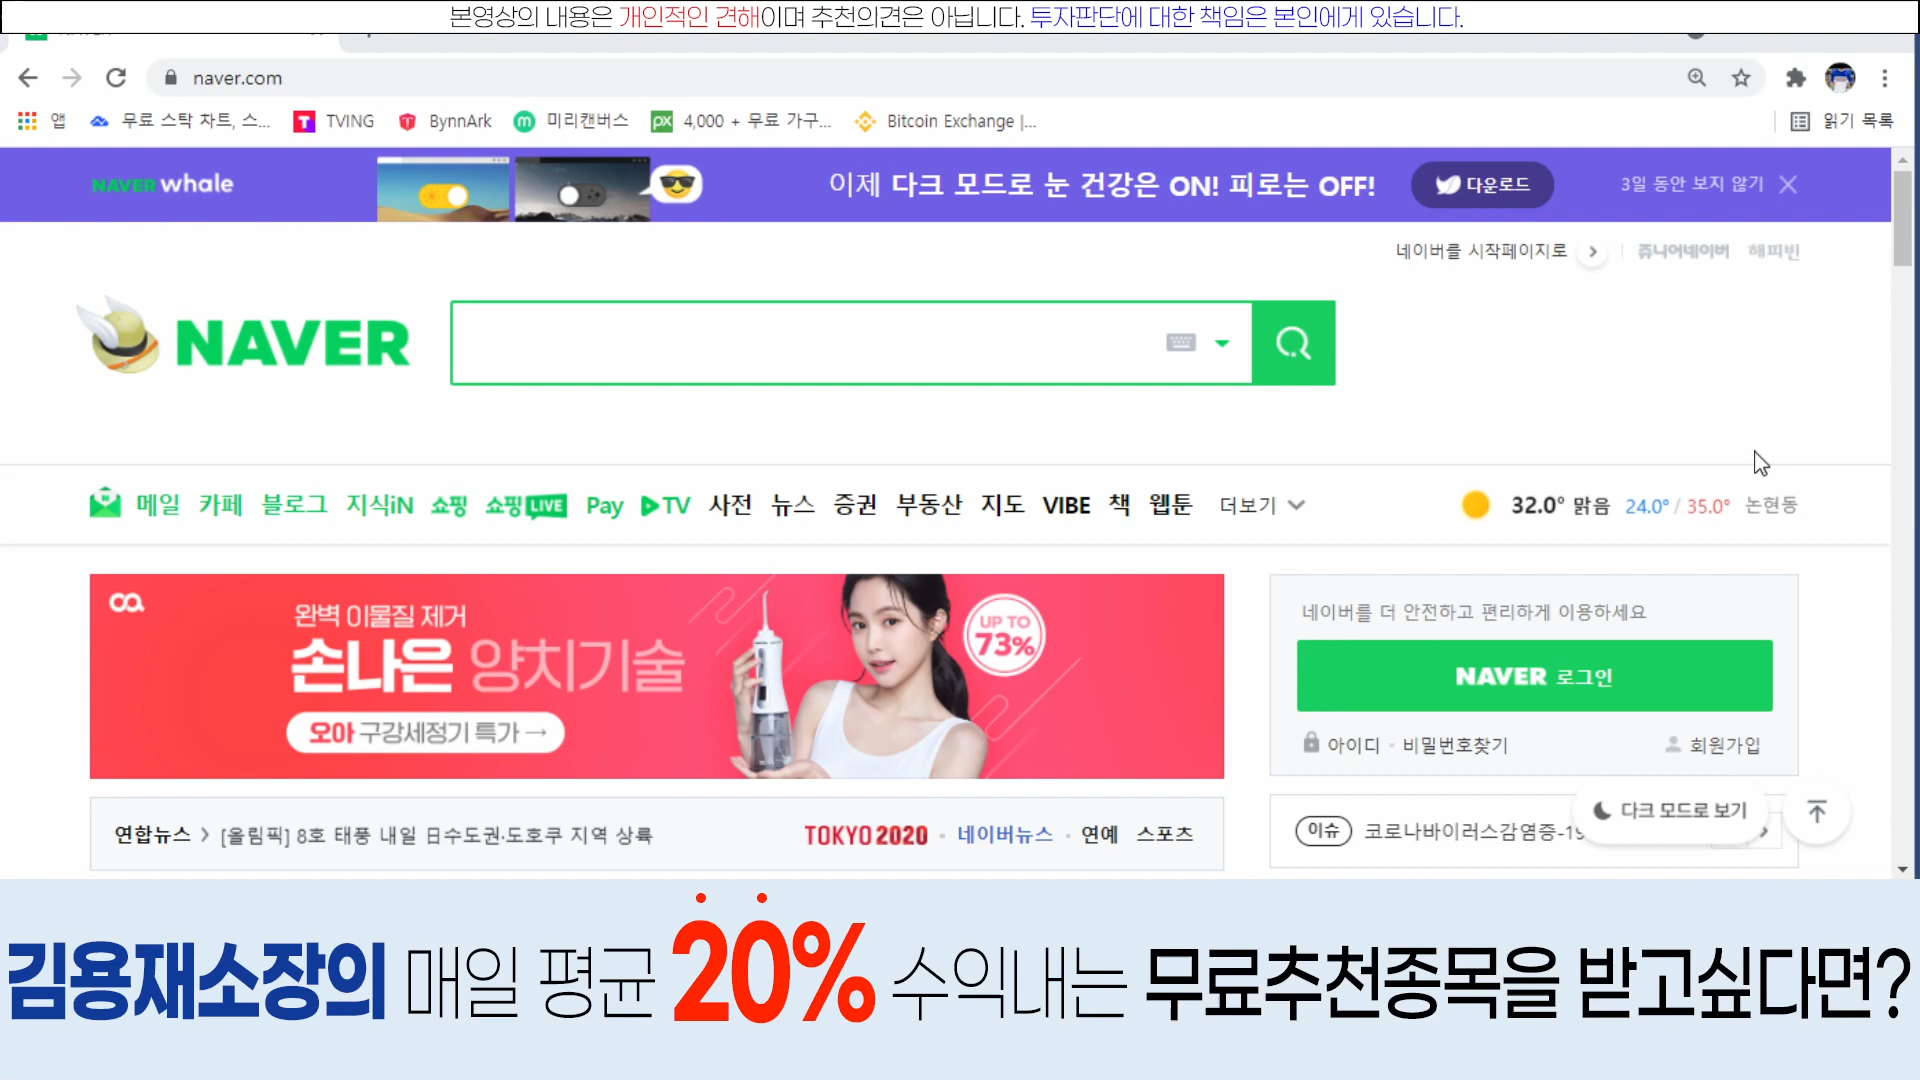 본영상의 내용은 개인적인 견해이며 추천의견은 아닙니다. 투자판단에 대한 책임은 본인에게 있습니다.
naver.com
앱 무료 스탁 차트, 스... TVING BynnArk 미리캔버스 4,000 + 무료 가구... Bitcoin Exchange |... 읽기 목록
NAVER whale 이제 다크 모드로 눈 건강은 ON! 피로는 OFF! 다운로드 3일 동안 보지 않기
네이버를 시작페이지로 쥬니어네이버 해피빈
NAVER
메일 카페 블로그 지식iN 쇼핑 쇼핑LIVE Pay TV 사전 뉴스 증권 부동산 지도 VIBE 책 웹툰 더보기 32.0° 맑음 24.0° / 35.0° 논현동
완벽 이물질 제거
손나은 양치기술
오아 구강세정기 특가 →
UP TO
73%
네이버를 더 안전하고 편리하게 이용하세요
NAVER 로그인
아이디 · 비밀번호찾기 회원가입
다크 모드로 보기
연합뉴스 > [올림픽] 8호 태풍 내일 日수도권·도호쿠 지역 상륙 TOKYO 2020 · 네이버뉴스 · 연예 스포츠
이슈 코로나바이러스감염증-19
김용재소장의 매일 평균 20% 수익내는 무료추천종목을 받고싶다면?